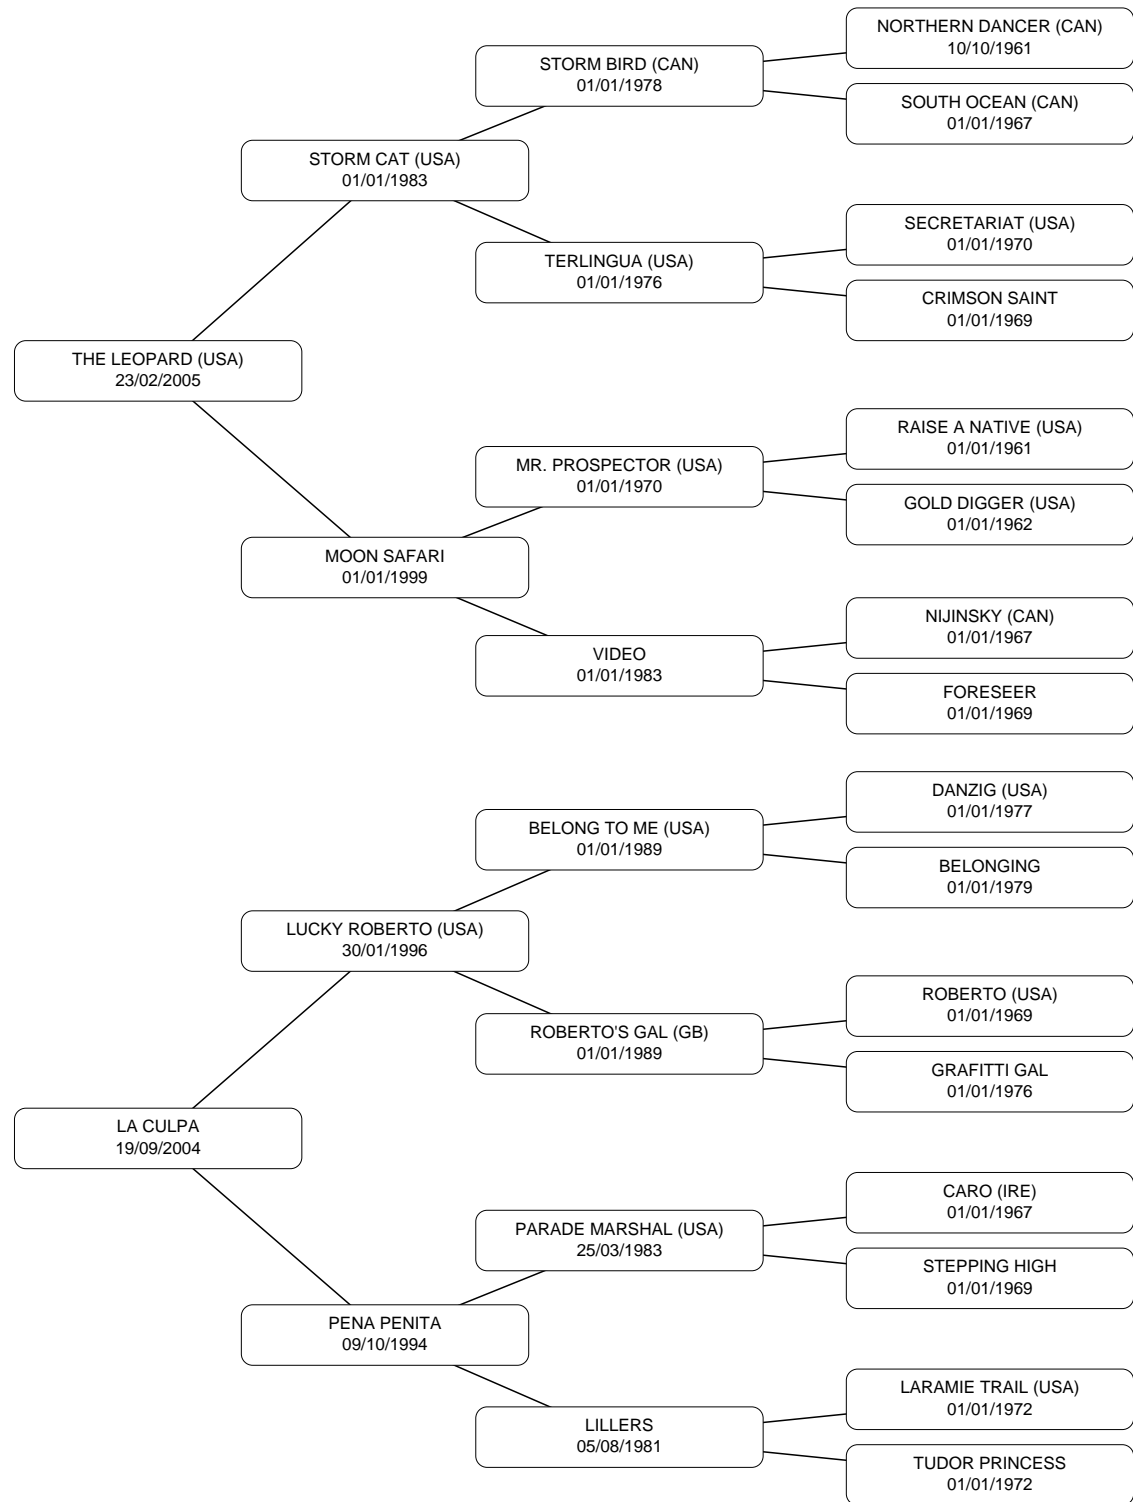 NORTHERN DANCER (CAN)
10/10/1961
STORM BIRD (CAN)
01/01/1978
SOUTH OCEAN (CAN)
01/01/1967
STORM CAT (USA)
01/01/1983
SECRETARIAT (USA)
01/01/1970
TERLINGUA (USA)
01/01/1976
CRIMSON SAINT
01/01/1969
THE LEOPARD (USA)
23/02/2005
RAISE A NATIVE (USA)
01/01/1961
MR. PROSPECTOR (USA)
01/01/1970
GOLD DIGGER (USA)
01/01/1962
MOON SAFARI
01/01/1999
NIJINSKY (CAN)
01/01/1967
VIDEO
01/01/1983
FORESEER
01/01/1969
DANZIG (USA)
01/01/1977
BELONG TO ME (USA)
01/01/1989
BELONGING
01/01/1979
LUCKY ROBERTO (USA)
30/01/1996
ROBERTO (USA)
01/01/1969
ROBERTO'S GAL (GB)
01/01/1989
GRAFITTI GAL
01/01/1976
LA CULPA
19/09/2004
CARO (IRE)
01/01/1967
PARADE MARSHAL (USA)
25/03/1983
STEPPING HIGH
01/01/1969
PENA PENITA
09/10/1994
LARAMIE TRAIL (USA)
01/01/1972
LILLERS
05/08/1981
TUDOR PRINCESS
01/01/1972